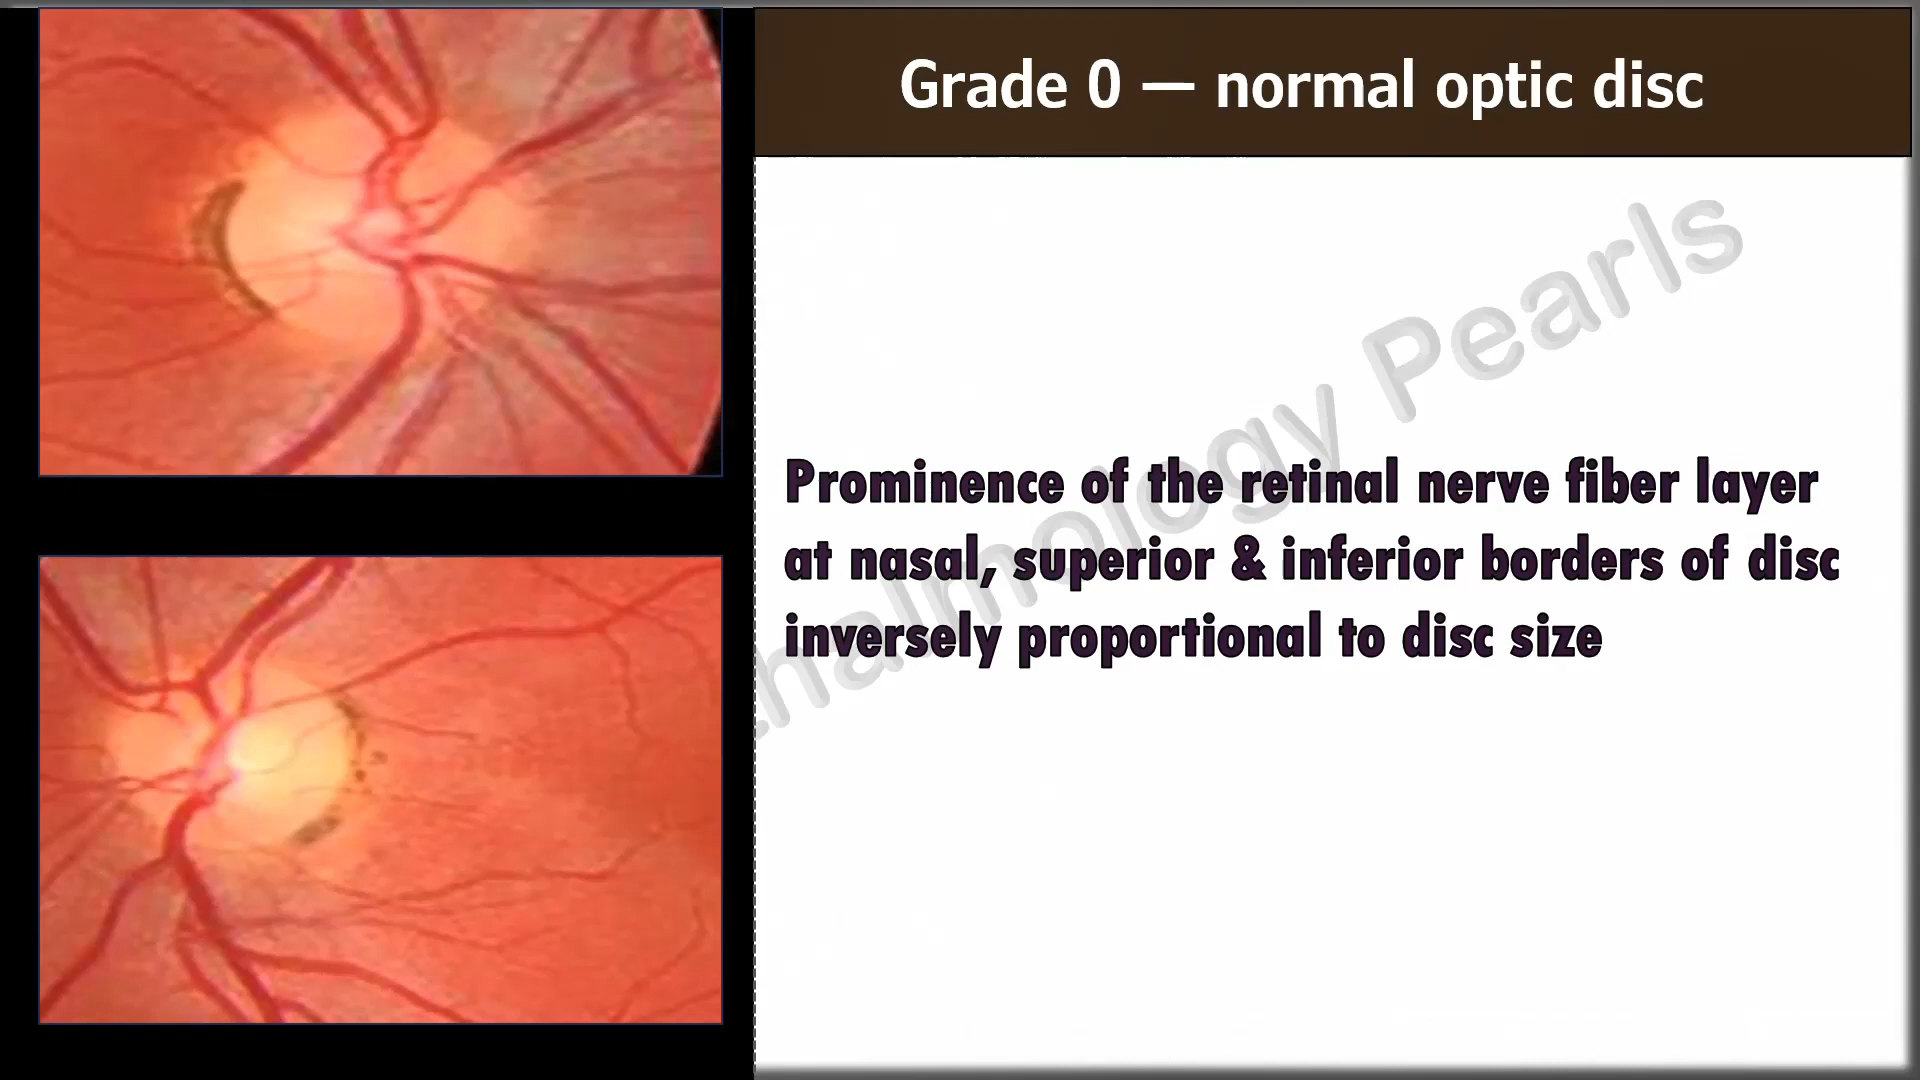 Grade 0 — normal optic disc
Prominence of the retinal nerve fiber layer
at nasal, superior & inferior borders of disc
inversely proportional to disc size
thalmology Pearls